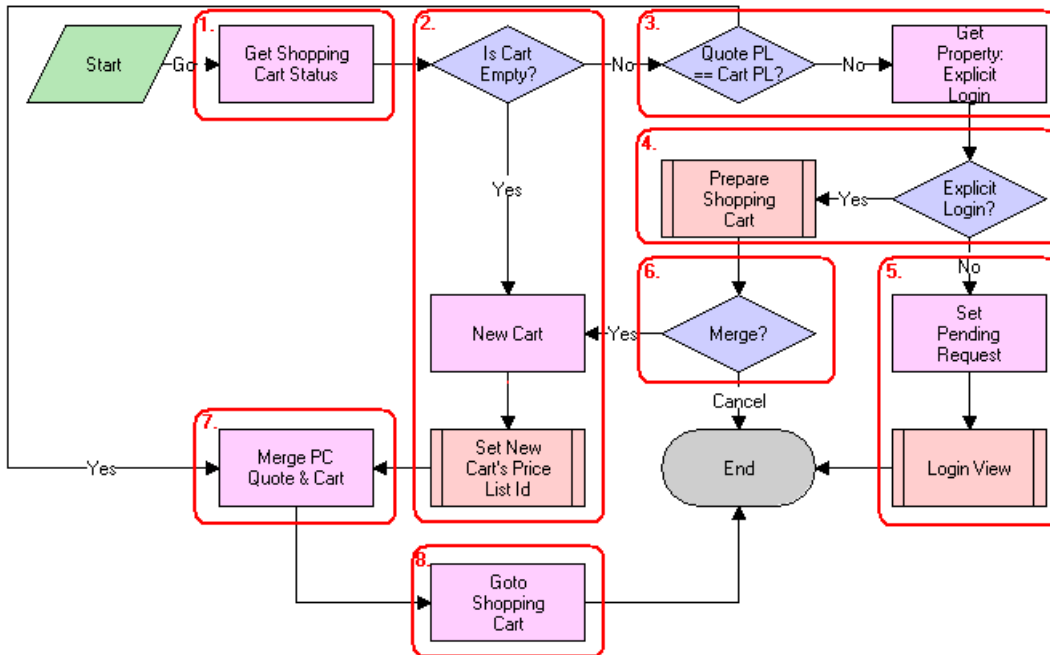 1.
Get Shopping
Cart Status
Start
Go
2.
Is Cart
Empty?
No
3.
Quote PL
== Cart PL?
No
Get
Property:
Explicit
Login
Yes
4.
Prepare
Shopping
Cart
Yes
Explicit
Login?
No
New Cart
Yes
6.
Merge?
Cancel
5.
Set
Pending
Request
7.
Merge PC
Quote & Cart
Yes
Set New
Cart's Price
List Id
End
Login View
8.
Goto
Shopping
Cart